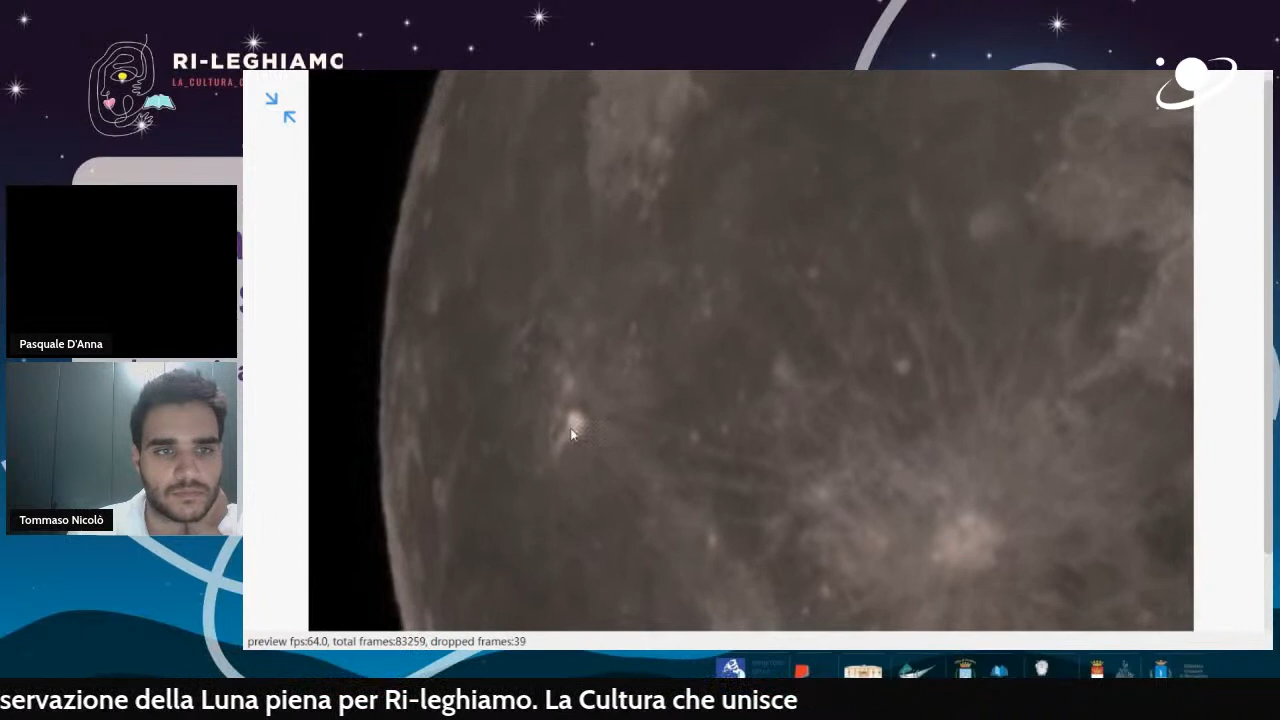 RI-LEGHIAMO
LA_CULTURA_
Pasquale D'Anna
Tommaso Nicolò
preview fps:64.0, total frames:83259, dropped frames:39
servazione della Luna piena per Ri-leghiamo. La Cultura che unisce